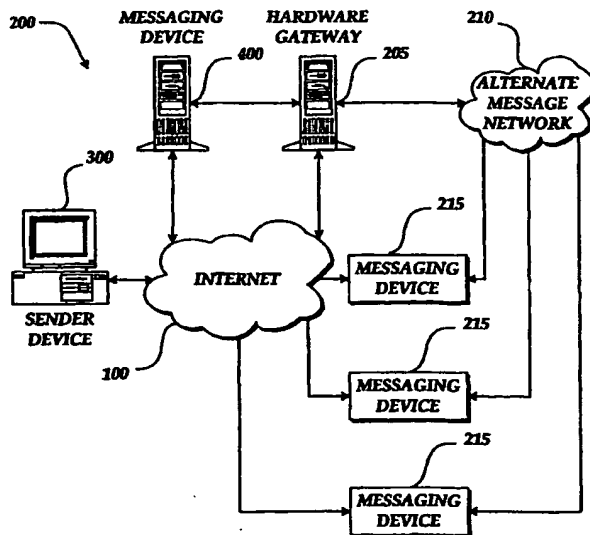 MESSAGING
DEVICE
HARDWARE
GATEWAY
210
200
400
205
ALTERNATE
MESSAGE
NETWORK
300
215
INTERNET
MESSAGING
DEVICE
SENDER
DEVICE
100
215
MESSAGING
DEVICE
215
MESSAGING
DEVICE